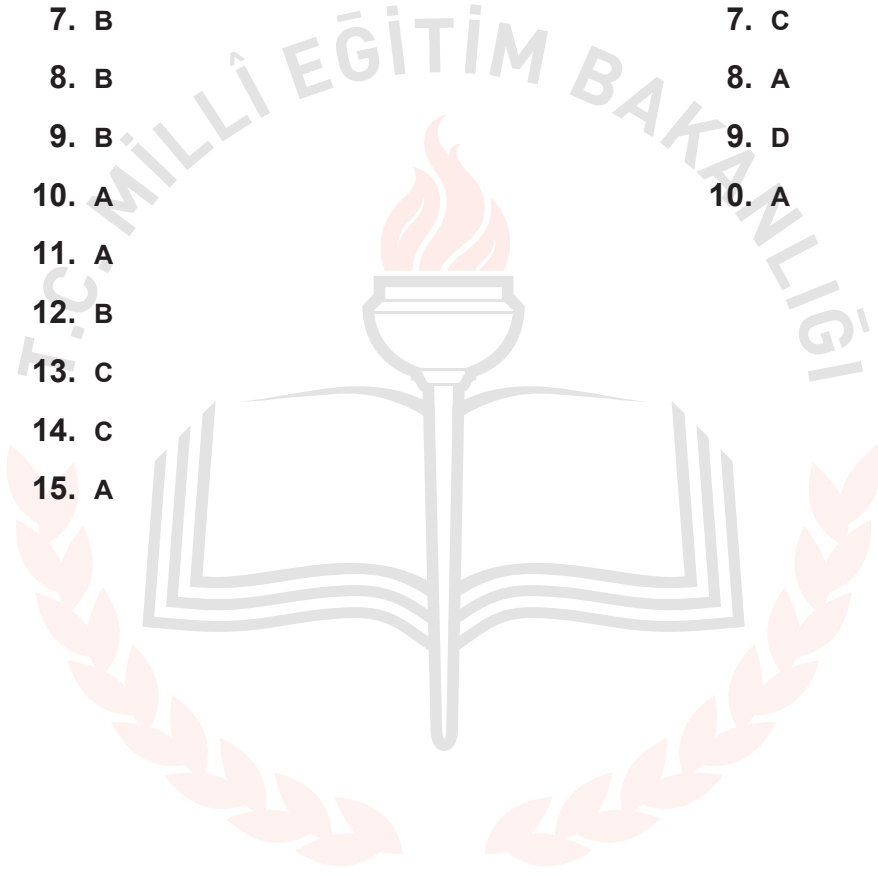 7. B
8. B
9. B
10. A
11. A
12. B
13. C
14. C
15. A
7. C
8. A
9. D
10. A
T.C. MİLLÎ EĞİTİM BAKANLIĞI